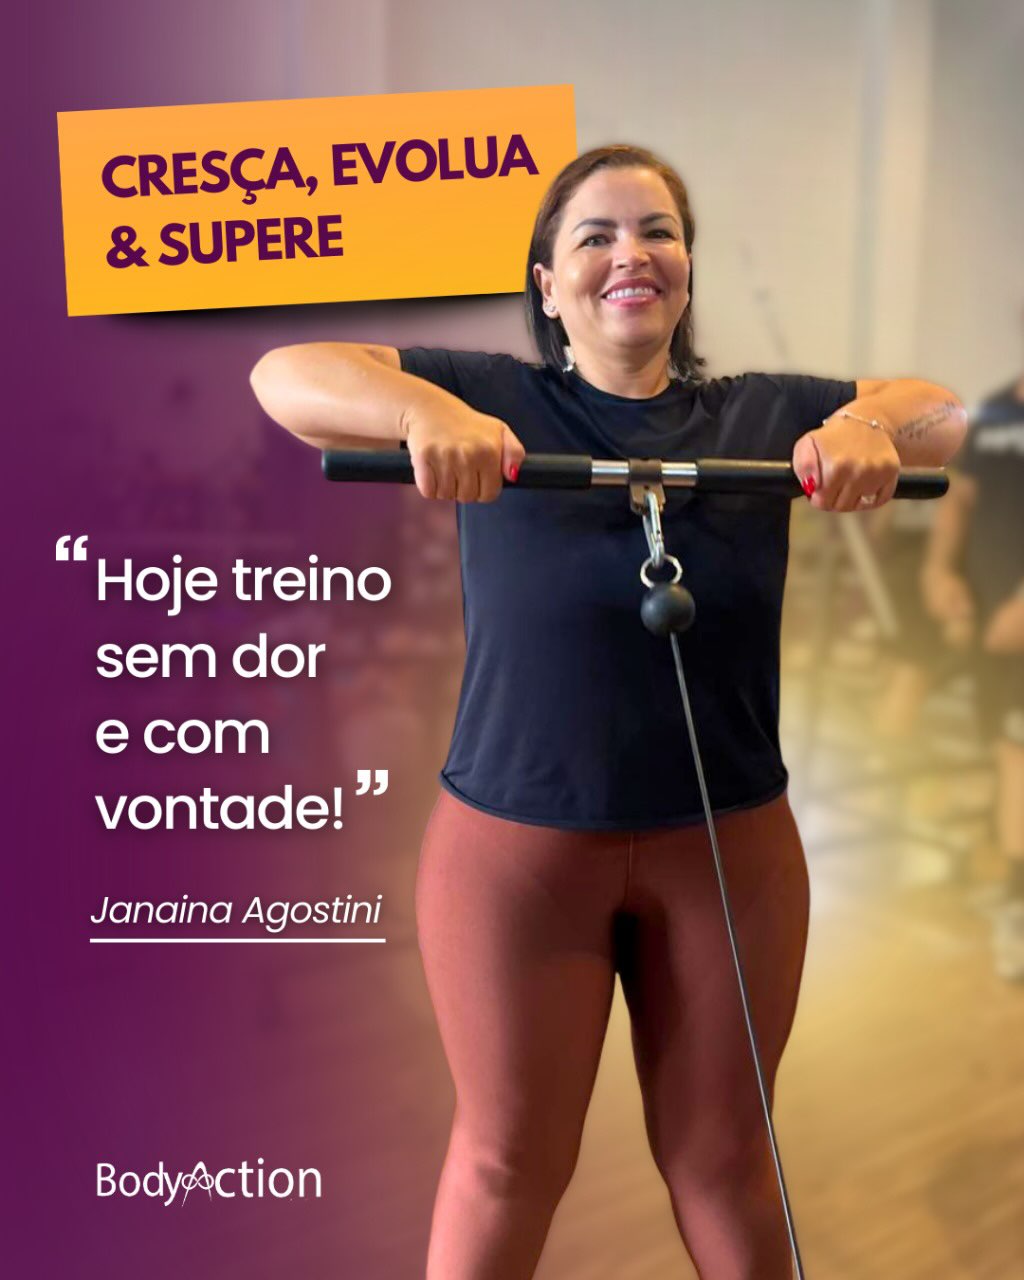 CRESÇA, EVOLUA
& SUPERE
“Hoje treino
sem dor
e com
vontade!”
Janaina Agostini
BodyAction